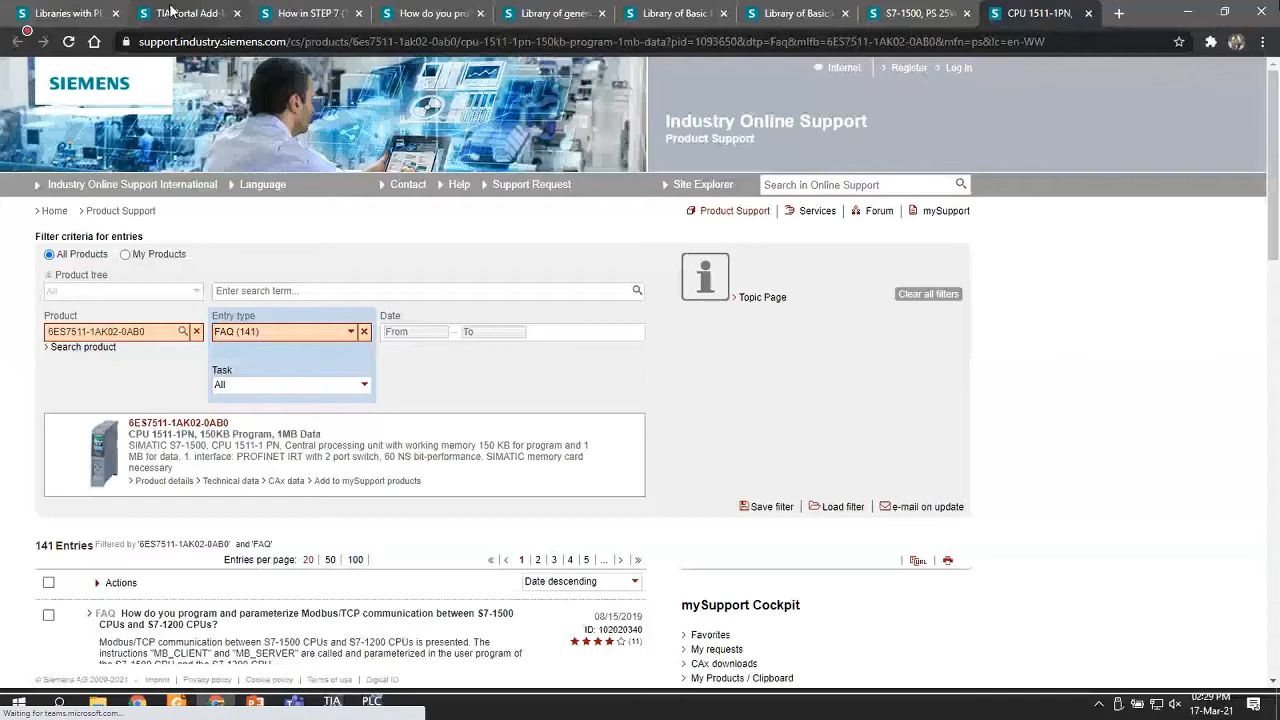 Libraries with PL
TIA Portal Add-
How in STEP 7 (
How do you prog
Library of gener
Library of Basic
Library of Basic
S7-1500, PS 25W
CPU 1511-1PN,
support.industry.siemens.com/cs/products/6es7511-1ak02-0ab0/cpu-1511-1pn-150kb-program-1mb-data?pid=1093650&dtp=Faq&mlfb=6ES7511-1AK02-0AB0&mfn=ps&lc=en-WW
SIEMENS
Internet
Register
Log In
Industry Online Support
Product Support
Industry Online Support International
Language
Contact
Help
Support Request
Site Explorer
Search in Online Support
Home
Product Support
Product Support
Services
Forum
mySupport
Filter criteria for entries
All Products
My Products
Product tree
All
Enter search term...
Topic Page
Clear all filters
Product
Entry type
Date
6ES7511-1AK02-0AB0
FAQ (141)
From
To
Search product
Task
All
6ES7511-1AK02-0AB0
CPU 1511-1PN, 150KB Program, 1MB Data
SIMATIC S7-1500, CPU 1511-1 PN, Central processing unit with working memory 150 KB for program and 1
MB for data, 1. interface: PROFINET IRT with 2 port switch, 60 NS bit-performance, SIMATIC memory card
necessary
Product details > Technical data > CAx data > Add to mySupport products
Save filter
Load filter
e-mail on update
141 Entries Filtered by '6ES7511-1AK02-0AB0' and 'FAQ'
Entries per page: 20 | 50 | 100 |
« | < 1 | 2 | 3 | 4 | 5 | ... | > | »
URL
Actions
Date descending
mySupport Cockpit
FAQ How do you program and parameterize Modbus/TCP communication between S7-1500
CPUs and S7-1200 CPUs?
08/15/2019
ID: 102020340
(11)
Modbus/TCP communication between S7-1500 CPUs and S7-1200 CPUs is presented. The
instructions "MB_CLIENT" and "MB_SERVER" are called and parameterized in the user program of
the S7-1500 CPU and the S7-1200 CPU.
Favorites
My requests
CAx downloads
My Products / Clipboard
© Siemens AG 2009-2021 - Imprint | Privacy policy | Cookie policy | Terms of use | Digital ID
Waiting for teams.microsoft.com...
TIA
PLC
02:29 PM
17-Mar-21